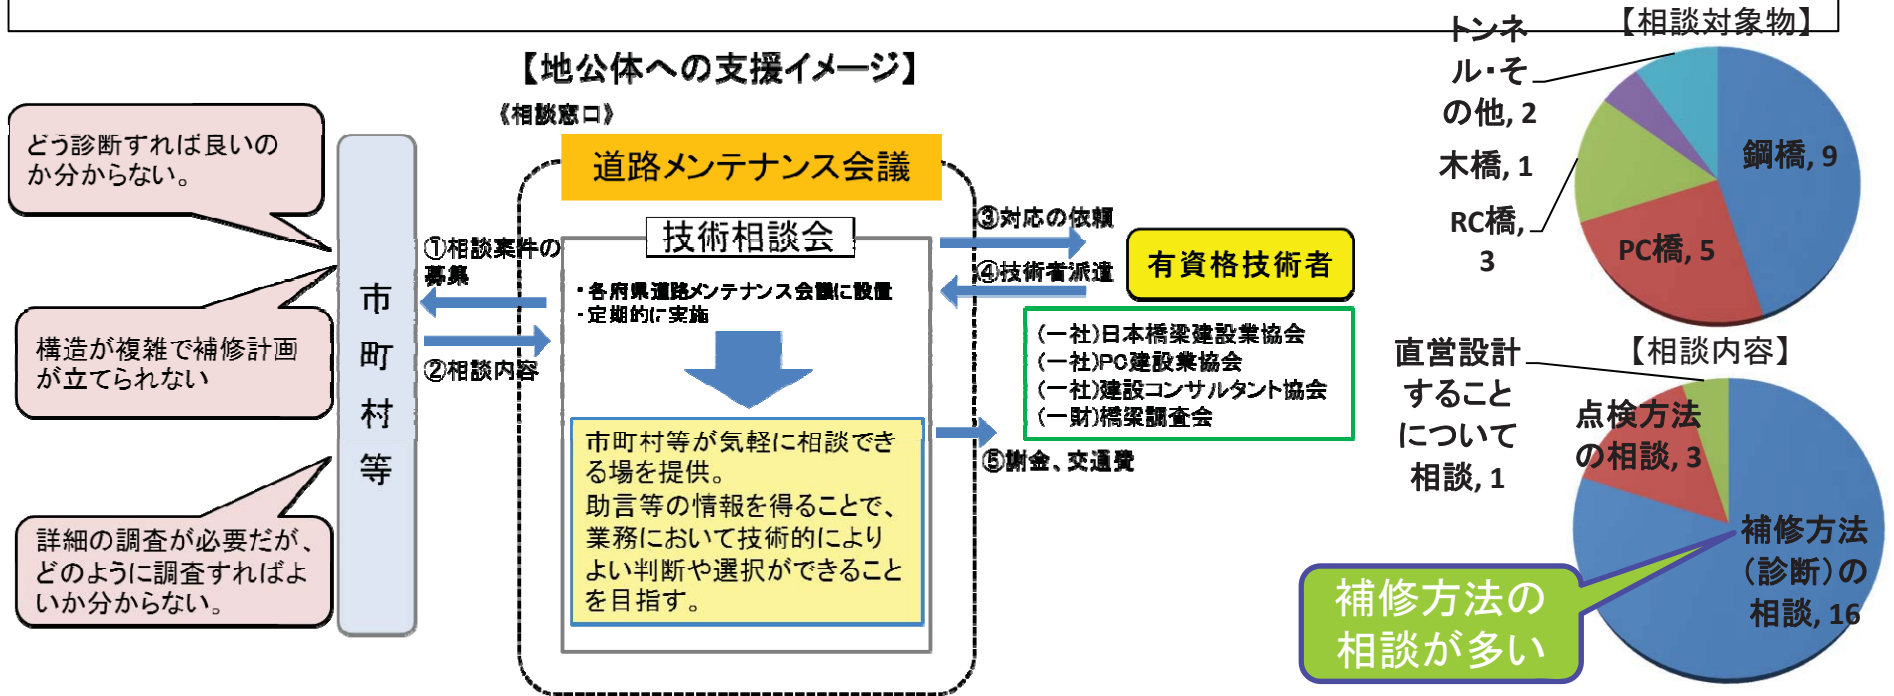 【地公体への支援イメージ】
《相談窓口》
どう診断すれば良いの
か分からない。
構造が複雑で補修計画
が立てられない
詳細の調査が必要だが、
どのように調査すればよ
いか分からない。
市
町
村
等
①相談案件の
募集
②相談内容
道路メンテナンス会議
技術相談会
・各府県道路メンテナンス会議に設置
・定期的に実施
市町村等が気軽に相談でき
る場を提供。
助言等の情報を得ることで、
業務において技術的により
よい判断や選択ができること
を目指す。
③対応の依頼
④技術者派遣
有資格技術者
(一社)日本橋梁建設業協会
(一社)PC建設業協会
(一社)建設コンサルタント協会
(一財)橋梁調査会
⑤謝金、交通費
【相談対象物】
トンネ
ル・そ
の他, 2
木橋, 1
RC橋,
3
PC橋, 5
鋼橋, 9
【相談内容】
直営設計
すること
について
相談, 1
点検方法
の相談, 3
補修方法
(診断)の
相談, 16
補修方法の
相談が多い